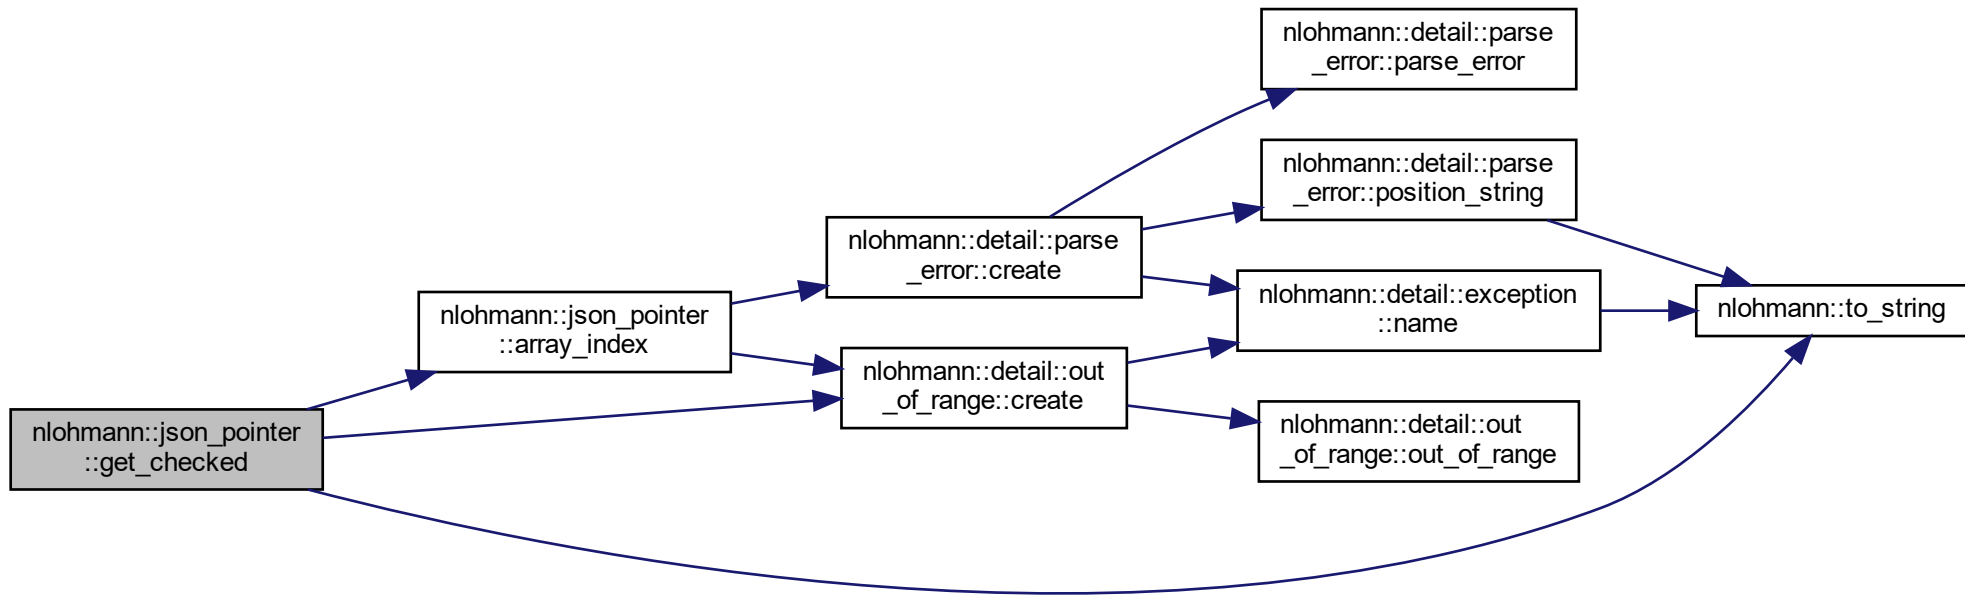 nlohmann::detail::parse
_error::parse_error
nlohmann::detail::parse
_error::position_string
nlohmann::detail::parse
_error::create
nlohmann::detail::exception
::name
nlohmann::to_string
nlohmann::json_pointer
::array_index
nlohmann::detail::out
_of_range::create
nlohmann::json_pointer
::get_checked
nlohmann::detail::out
_of_range::out_of_range